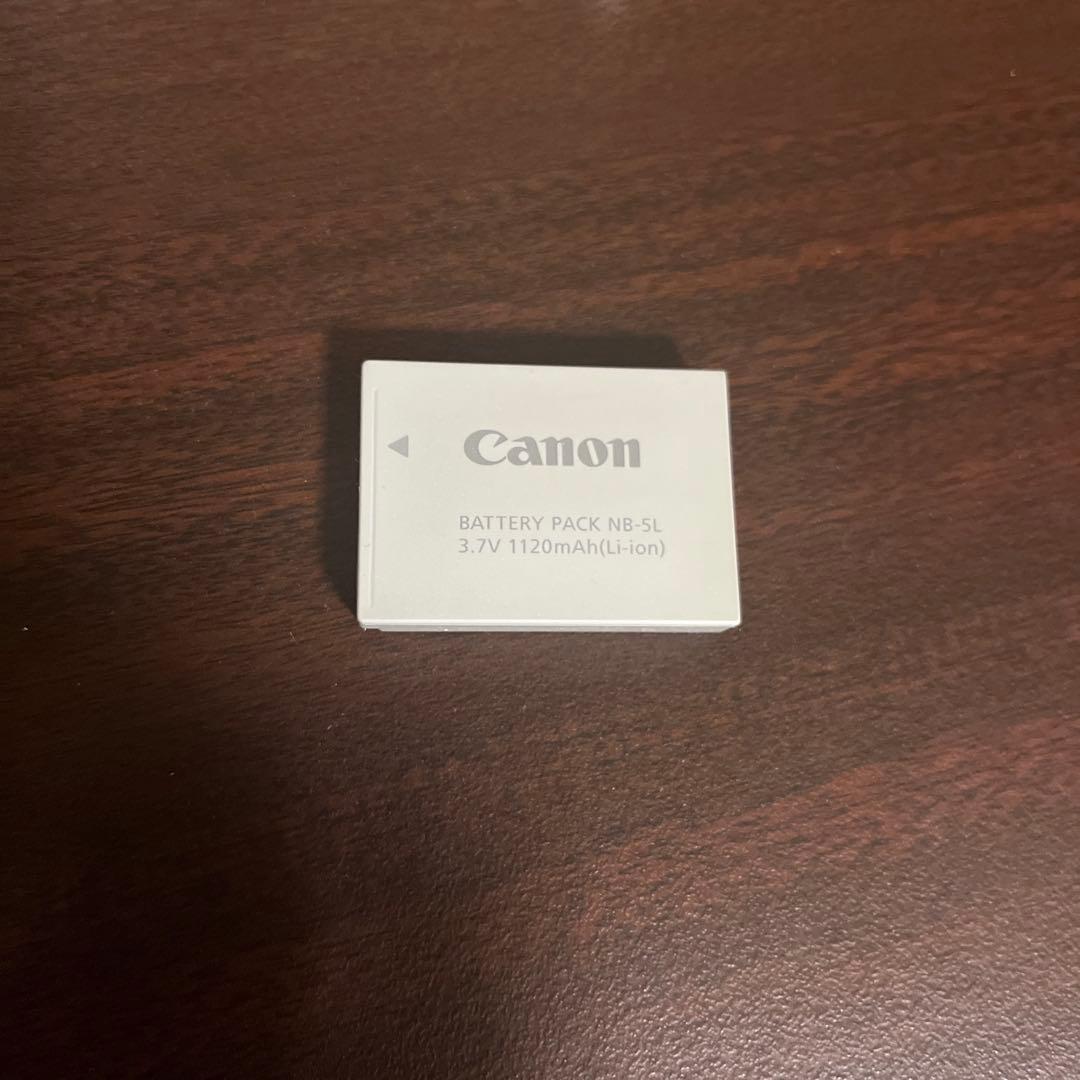 Canon
BATTERY PACK NB-5L
3.7V 1120mAh(Li-ion)